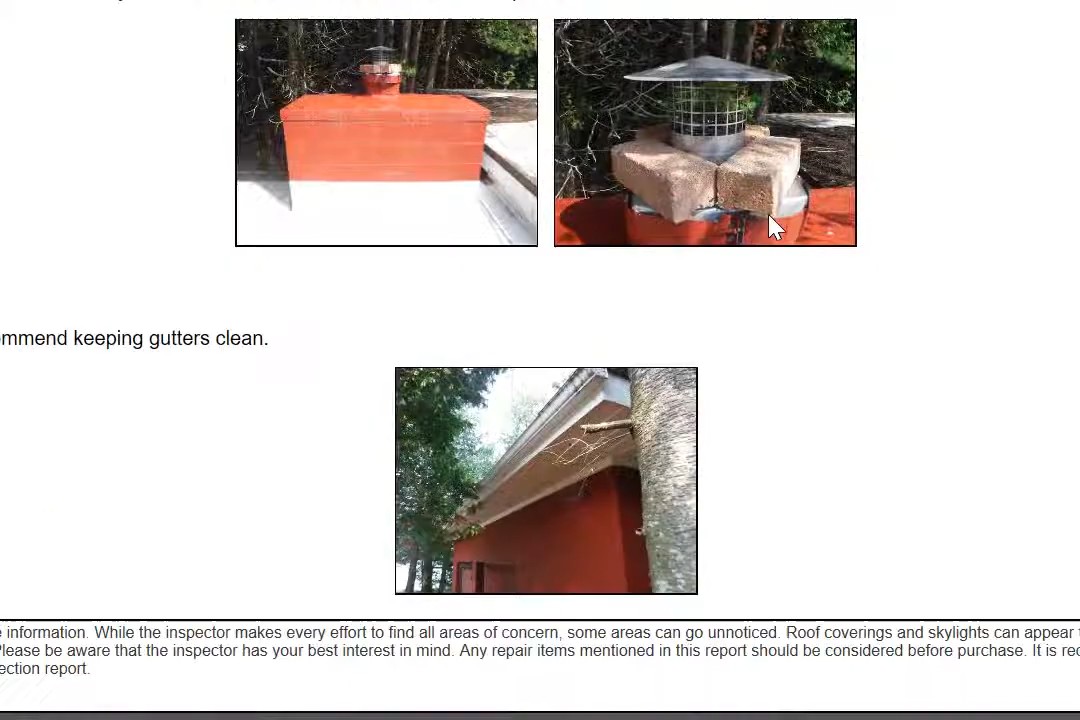 ommend keeping gutters clean.
e information. While the inspector makes every effort to find all areas of concern, some areas can go unnoticed. Roof coverings and skylights can appear
Please be aware that the inspector has your best interest in mind. Any repair items mentioned in this report should be considered before purchase. It is rec
ection report.